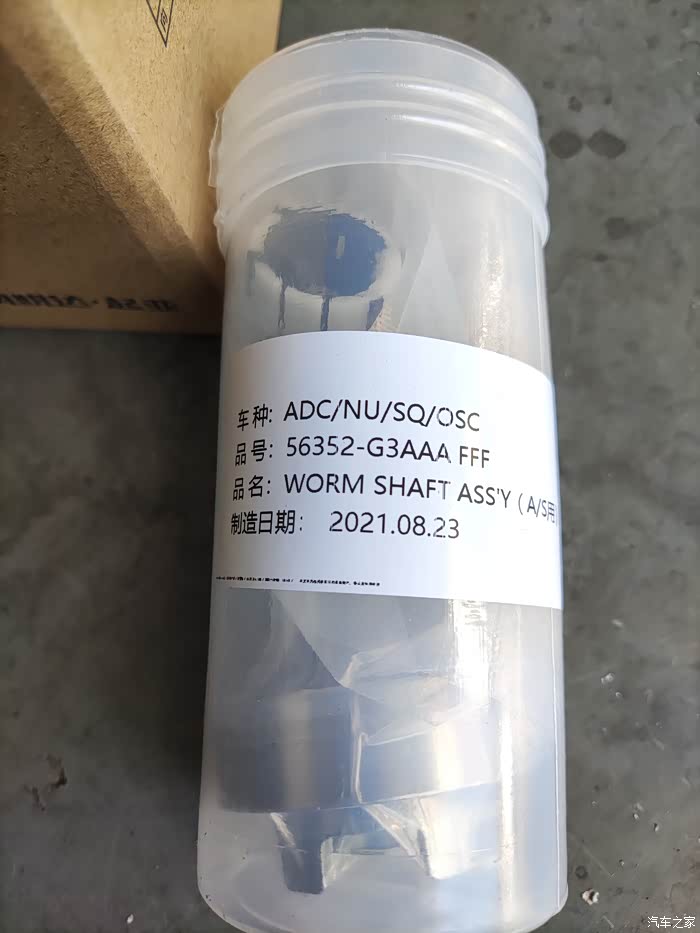 车种: ADC/NU/SQ/OSC
品号: 56352-G3AAA FFF
品名: WORM SHAFT ASS'Y (A/S用
制造日期: 2021.08.23
汽车之家